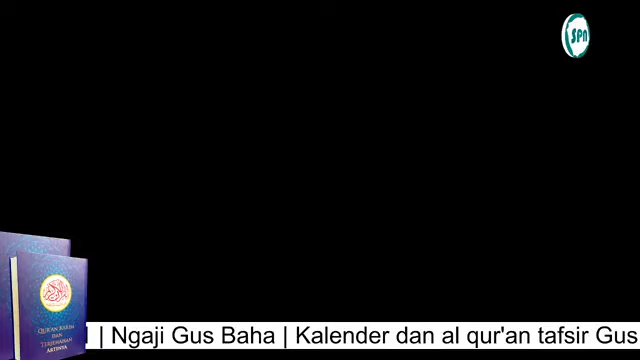 SPN
QUR'AN KARIM
DAN
TERJEMAHAN
ARTINYA
| Ngaji Gus Baha | Kalender dan al qur'an tafsir Gus